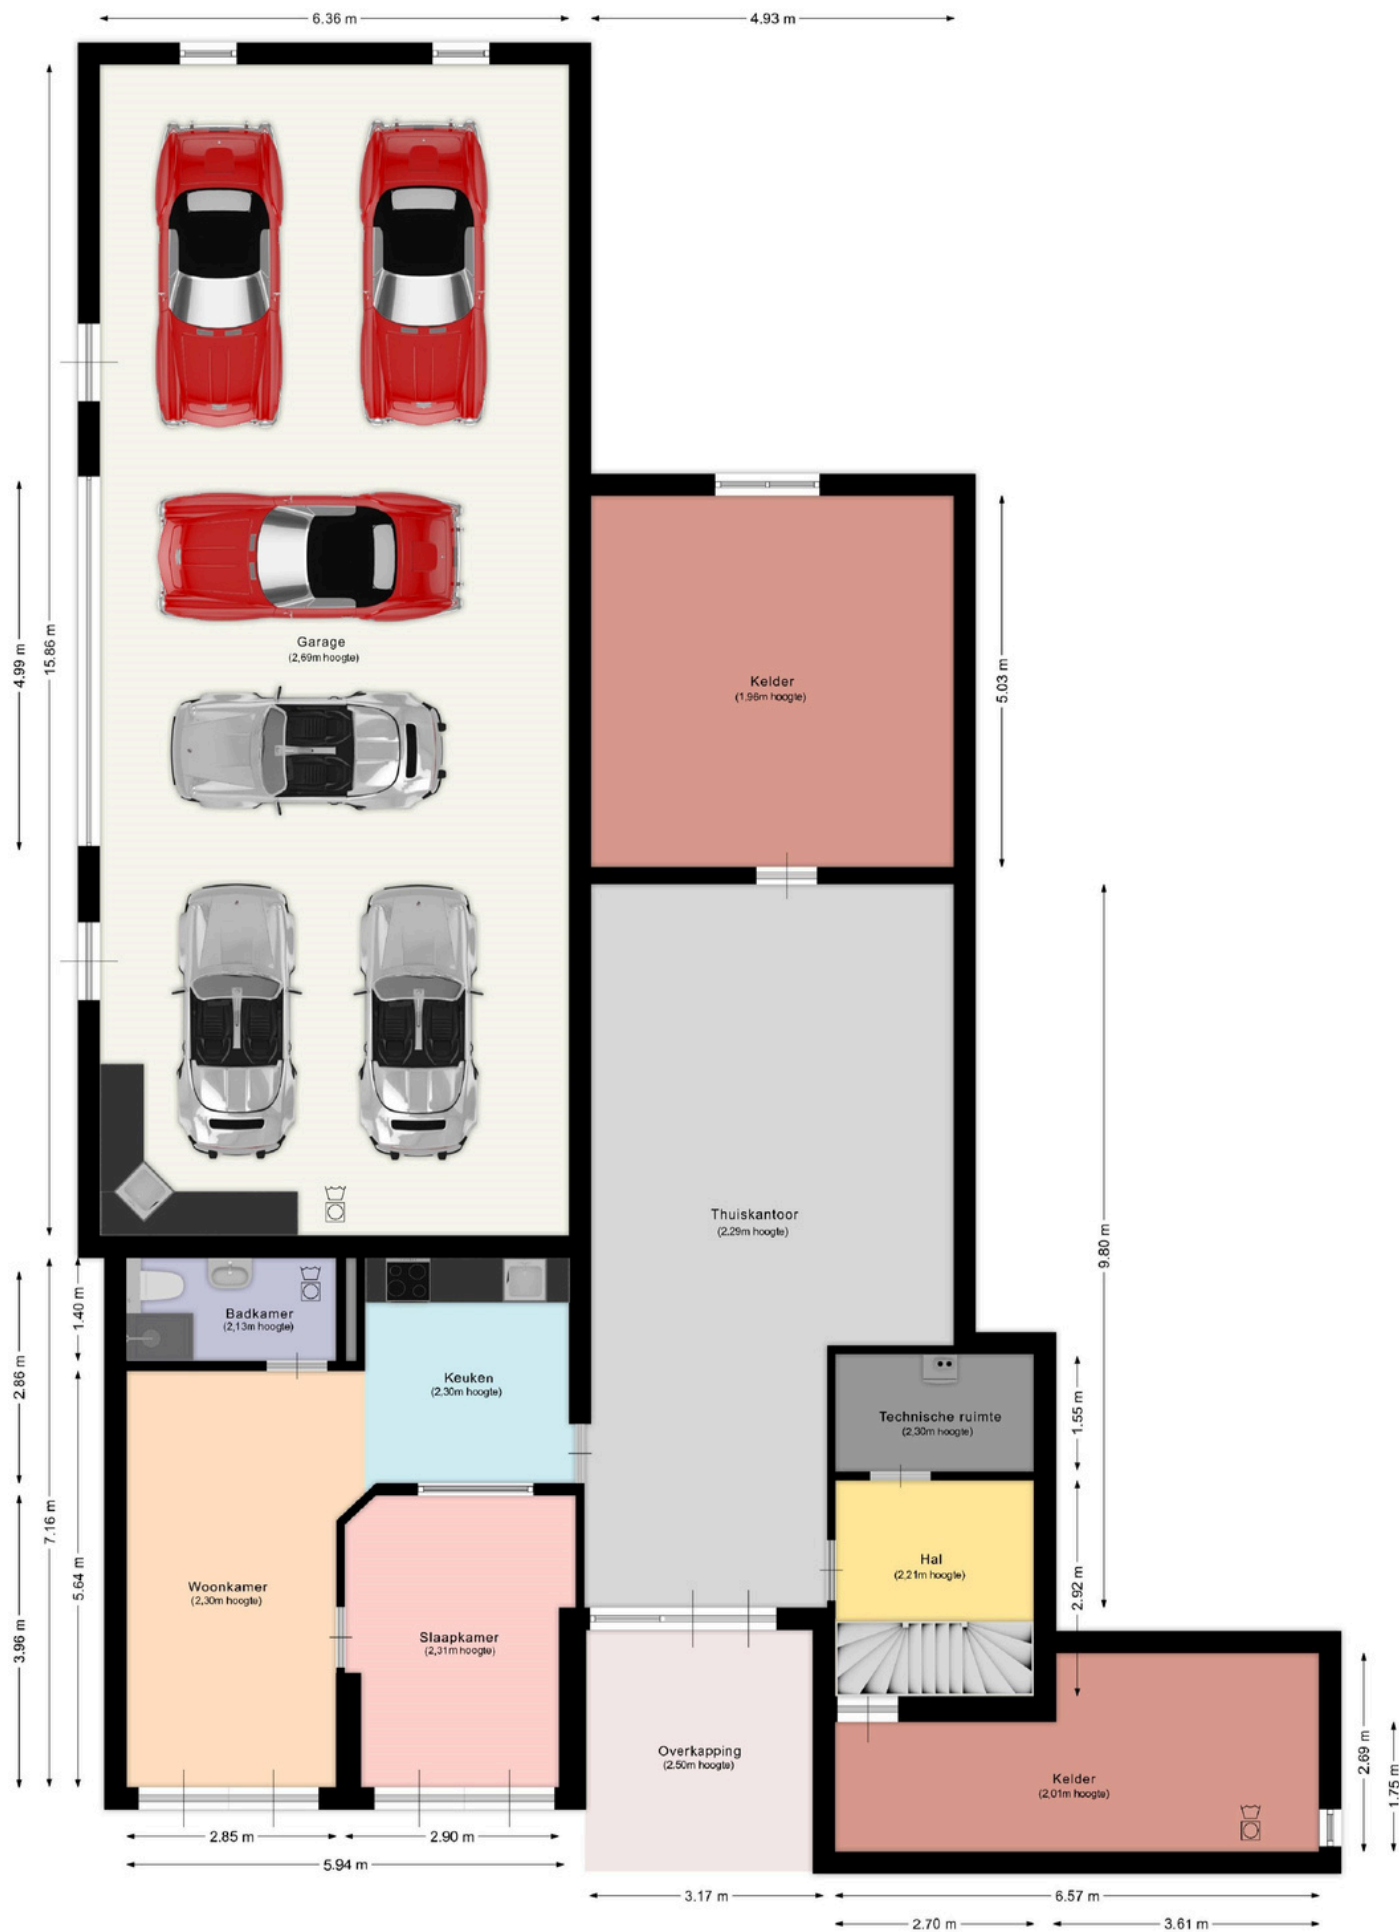 6.36 m
4.93 m
15.86 m
4.99 m
Garage
(2,69m hoogte)
Kelder
(1,96m hoogte)
5.03 m
Thuiskantoor
(2.29m hoogte)
9.80 m
1.40 m
2.86 m
Badkamer
(2,13m hoogte)
Keuken
(2,30m hoogte)
Technische ruimte
(2,30m hoogte)
1.55 m
7.16 m
5.64 m
3.96 m
Woonkamer
(2,30m hoogte)
Slaapkamer
(2,31m hoogte)
Hal
(2,21m hoogte)
2.92 m
Overkapping
(2.50m hoogte)
Kelder
(2,01m hoogte)
2.69 m
1.75 m
2.85 m
2.90 m
5.94 m
3.17 m
6.57 m
2.70 m
3.61 m